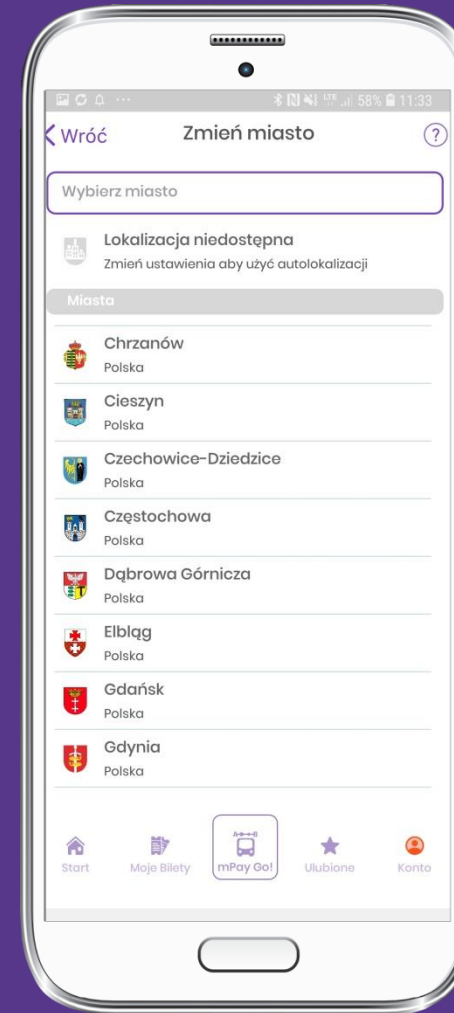 58% 11:33
Wróć
Zmień miasto
?
Wybierz miasto
Lokalizacja niedostępna
Zmień ustawienia aby użyć autolokalizacji
Miasta
Chrzanów
Polska
Cieszyn
Polska
Czechowice-Dziedzice
Polska
Częstochowa
Polska
Dąbrowa Górnicza
Polska
Elbląg
Polska
Gdańsk
Polska
Gdynia
Polska
Start
Moje Bilety
mPay Go!
Ulubione
Konto